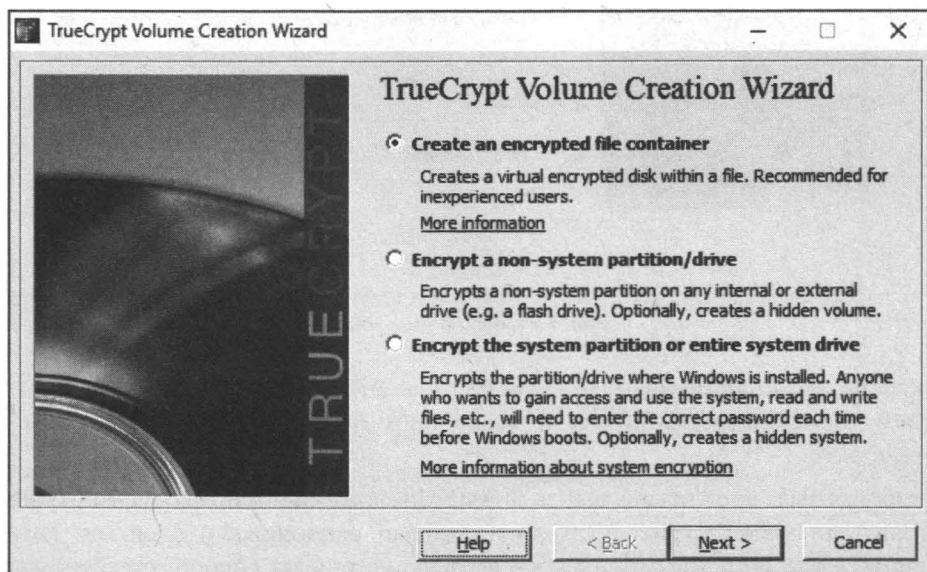 TrueCrypt Volume Creation Wizard
TRUECRYPT
TrueCrypt Volume Creation Wizard
Create an encrypted file container
Creates a virtual encrypted disk within a file. Recommended for
inexperienced users.
More information
Encrypt a non-system partition/drive
Encrypts a non-system partition on any internal or external
drive (e.g. a flash drive). Optionally, creates a hidden volume.
Encrypt the system partition or entire system drive
Encrypts the partition/drive where Windows is installed. Anyone
who wants to gain access and use the system, read and write
files, etc., will need to enter the correct password each time
before Windows boots. Optionally, creates a hidden system.
More information about system encryption
Help
< Back
Next >
Cancel